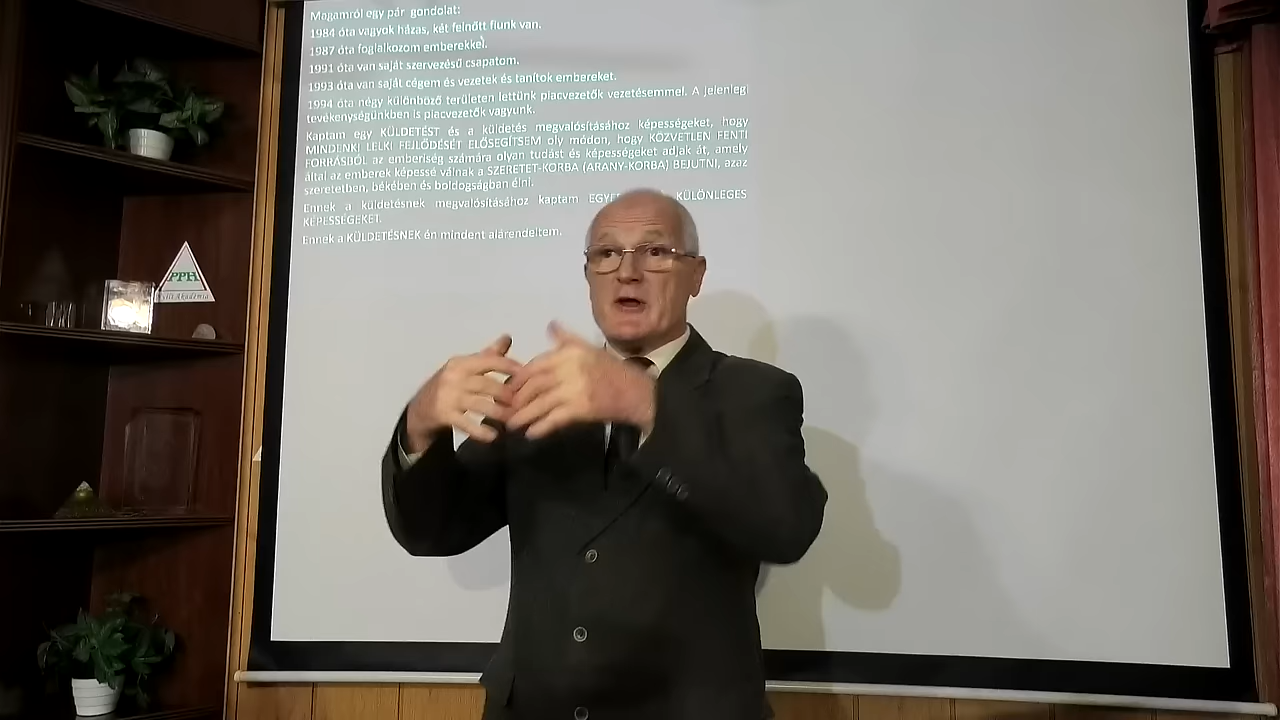 Magamról egy pár gondolat:
1984 óta vagyok házas, két felnőtt fiunk van.
1987 óta foglalkozom emberekkel.
1991 óta van saját szervezésű csapatom.
1993 óta van saját cégem és vezetek és tanítok embereket.
1994 óta négy különböző területen lettünk piacvezetők vezetésemmel. A jelenlegi
tevékenységünkben is piacvezetők vagyunk.
Kaptam egy KÜLDETÉST és a küldetés megvalósításához képességeket, hogy
MINDENKI LELKI FEJLŐDÉSÉT ELŐSEGÍTSEM oly módon, hogy KÖZVETLEN FENTI
FORRÁSBÓL az emberiség számára olyan tudást és képességeket adjak át, amely
által az emberek képessé válnak a SZERETET-KORBA (ARANY-KORBA) BEJUTNI, azaz
szeretetben, békében és boldogságban élni.
Ennek a küldetésnek megvalósításához kaptam KÜLÖNLEGES
KÉPESSÉGEKET.
Ennek a KÜLDETÉSNEK én mindent alárendeltem.
PPH
Nyílt Akadémia